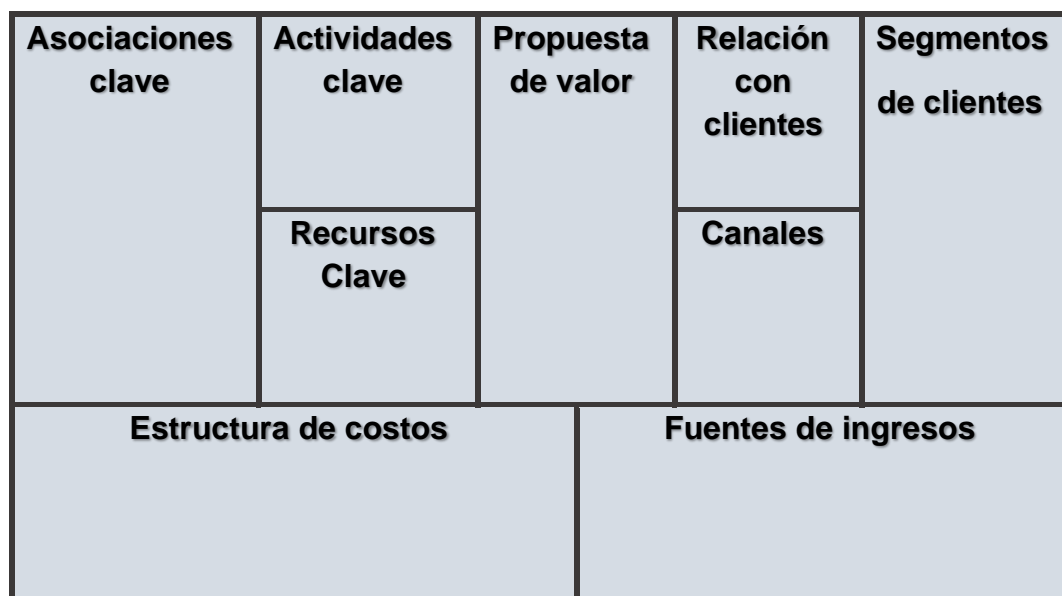 Asociaciones
clave
Actividades
clave
Propuesta
de valor
Relación
con
clientes
Segmentos
de clientes
Recursos
Clave
Canales
Estructura de costos
Fuentes de ingresos